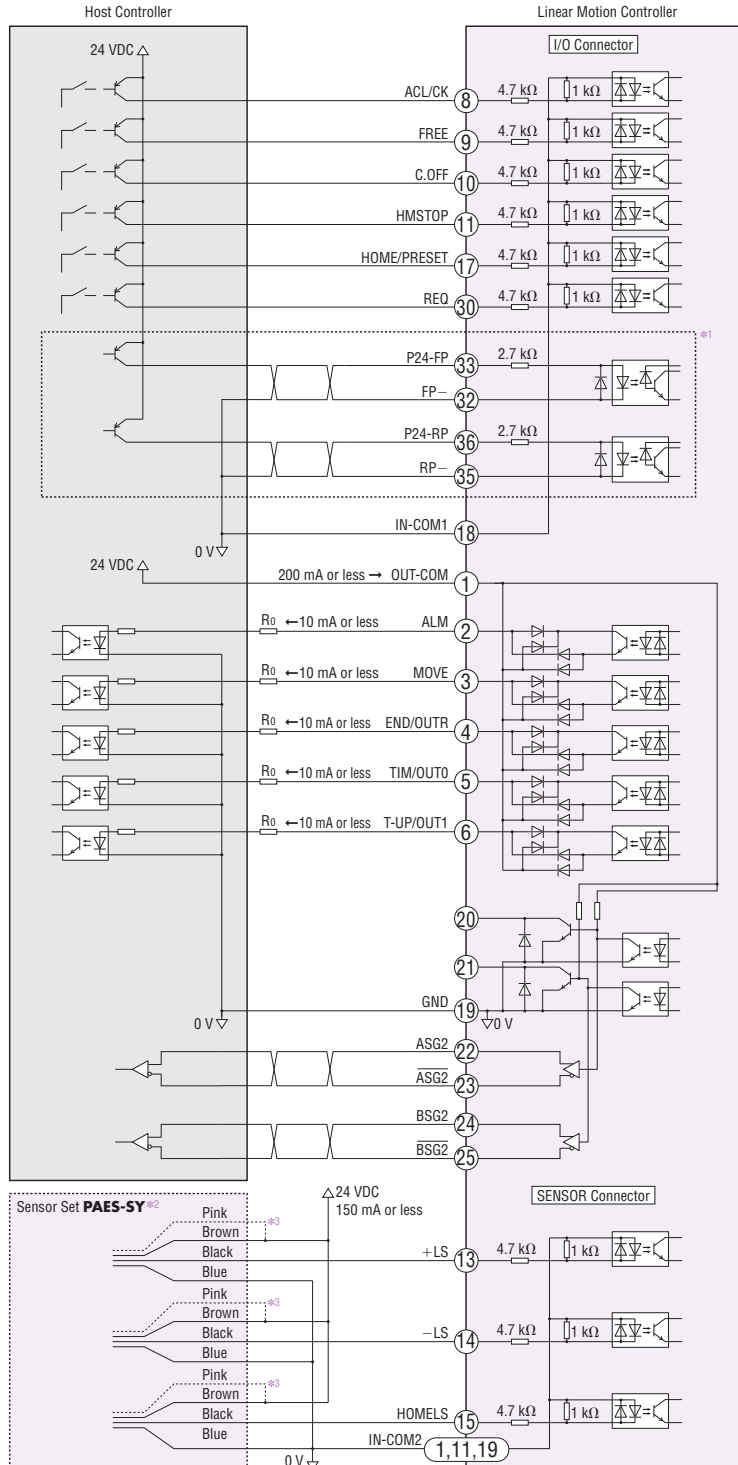 Host Controller
Linear Motion Controller
I/O Connector
24 VDC
ACL/CK 8 4.7 kΩ 1 kΩ
FREE 9 4.7 kΩ 1 kΩ
C.OFF 10 4.7 kΩ 1 kΩ
HMSTOP 11 4.7 kΩ 1 kΩ
HOME/PRESET 17 4.7 kΩ 1 kΩ
REQ 30 4.7 kΩ 1 kΩ
*1
P24-FP 33 2.7 kΩ
FP− 32
P24-RP 36 2.7 kΩ
RP− 35
IN-COM1 18
0 V
24 VDC
200 mA or less → OUT-COM 1
R0 ←10 mA or less ALM 2
R0 ←10 mA or less MOVE 3
R0 ←10 mA or less END/OUTR 4
R0 ←10 mA or less TIM/OUT0 5
R0 ←10 mA or less T-UP/OUT1 6
20
21
GND 19 0 V
0 V
ASG2 22
ASG2 23
BSG2 24
BSG2 25
Sensor Set PAES-SY *2
24 VDC
150 mA or less
SENSOR Connector
Pink *3
Brown
Black +LS 13 4.7 kΩ 1 kΩ
Blue
Pink *3
Brown
Black −LS 14 4.7 kΩ 1 kΩ
Blue
Pink *3
Brown
Black HOMELS 15 4.7 kΩ 1 kΩ
Blue IN-COM2 1,11,19
0 V